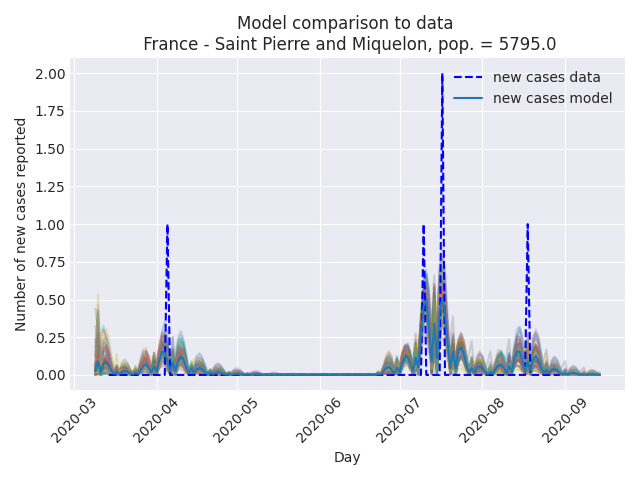 Model comparison to data
France - Saint Pierre and Miquelon, pop. = 5795.0
new cases data
new cases model
Number of new cases reported
2.00
1.75
1.50
1.25
1.00
0.75
0.50
0.25
0.00
2020-03
2020-04
2020-05
2020-06
2020-07
2020-08
2020-09
Day